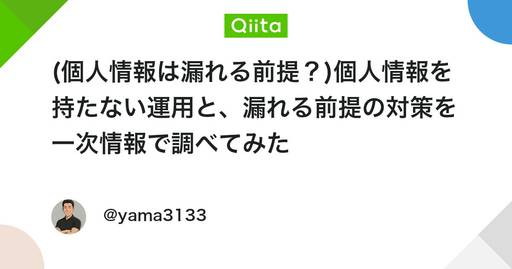 Qiita
(個人情報は漏れる前提？)個人情報を
持たない運用と、漏れる前提の対策を
一次情報で調べてみた
@yama3133